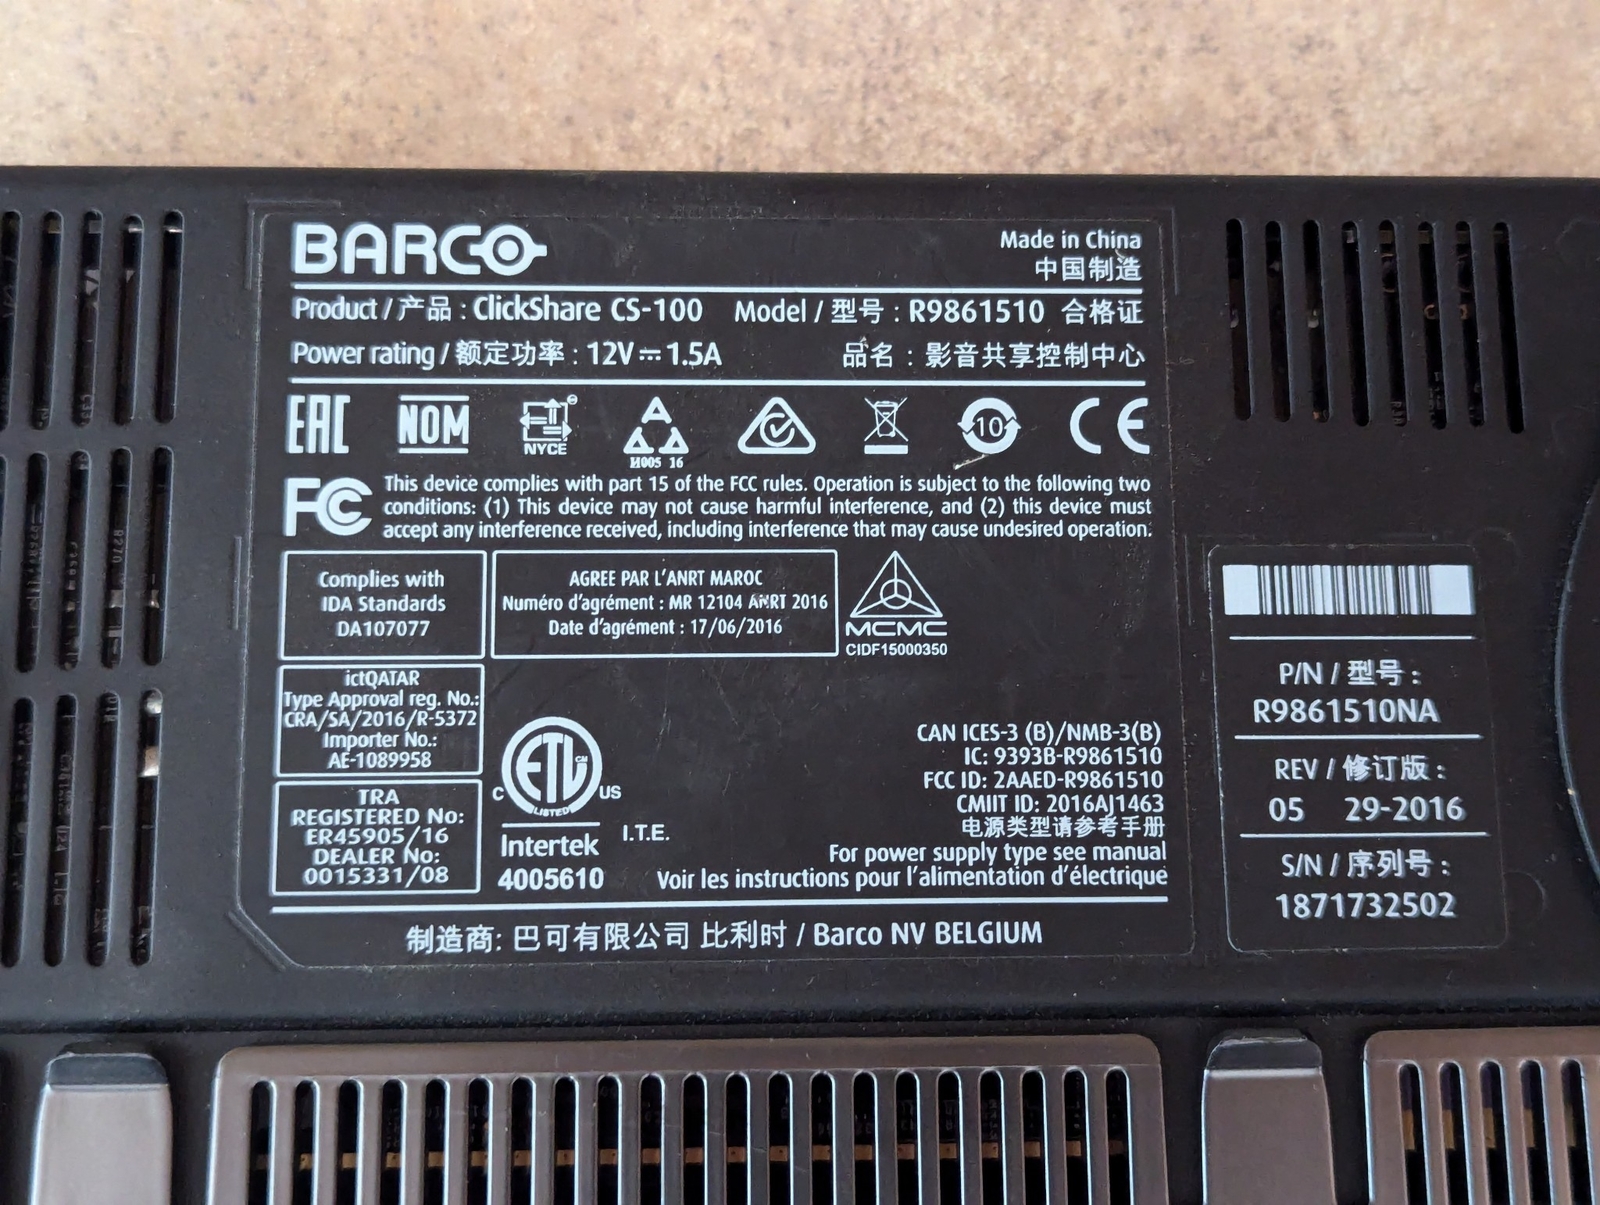 BARCO
Made in China
中国制造
Product / 产品 : ClickShare CS-100 Model / 型号 : R9861510 合格证
Power rating / 额定功率 : 12V ⎓ 1.5A 品名 : 影音共享控制中心
EAC NOM NYCE H005 16 10 CE
FC This device complies with part 15 of the FCC rules. Operation is subject to the following two
conditions: (1) This device may not cause harmful interference, and (2) this device must
accept any interference received, including interference that may cause undesired operation.
Complies with
IDA Standards
DA107077
AGREE PAR L'ANRT MAROC
Numéro d'agrément : MR 12104 ANRT 2016
Date d'agrément : 17/06/2016
MCMC
CIDF15000350
ictQATAR
Type Approval reg. No.:
CRA/SA/2016/R-5372
Importer No.:
AE-1089958
TRA
REGISTERED No:
ER45905/16
DEALER No:
0015331/08
ETL CM
LISTED
C US
Intertek
4005610
I.T.E.
CAN ICES-3 (B)/NMB-3(B)
IC: 9393B-R9861510
FCC ID: 2AAED-R9861510
CMIIT ID: 2016AJ1463
电源类型请参考手册
For power supply type see manual
Voir les instructions pour l'alimentation d'électrique
制造商: 巴可有限公司 比利时 / Barco NV BELGIUM
P/N / 型号 :
R9861510NA
REV / 修订版 :
05 29-2016
S/N / 序列号 :
1871732502